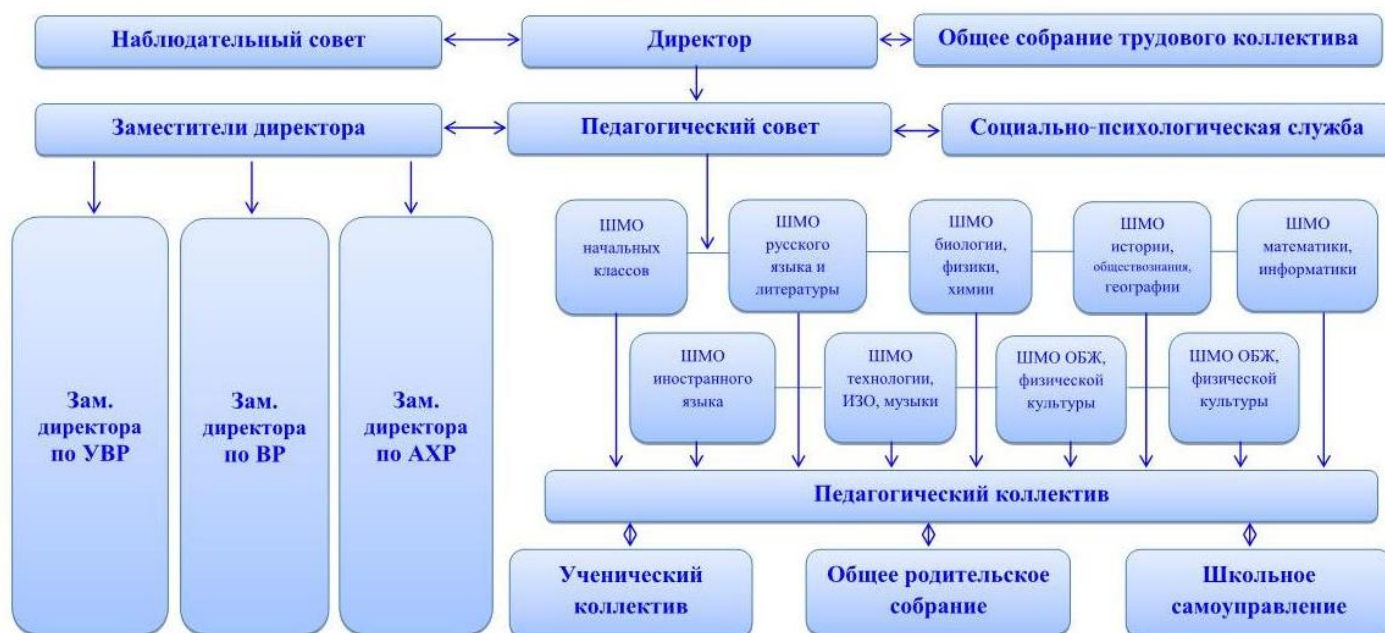 Наблюдательный совет
Директор
Общее собрание трудового коллектива
Заместители директора
Педагогический совет
Социально-психологическая служба
Зам.
директора
по УВР
Зам.
директора
по ВР
Зам.
директора
по АХР
ШМО
начальных
классов
ШМО
русского
языка и
литературы
ШМО
биологии,
физики,
химии
ШМО
истории,
обществознания,
географии
ШМО
математики,
информатики
ШМО
иностранного
языка
ШМО
технологии,
ИЗО, музыки
ШМО ОБЖ,
физической
культуры
ШМО ОБЖ,
физической
культуры
Педагогический коллектив
Ученический
коллектив
Общее родительское
собрание
Школьное
самоуправление